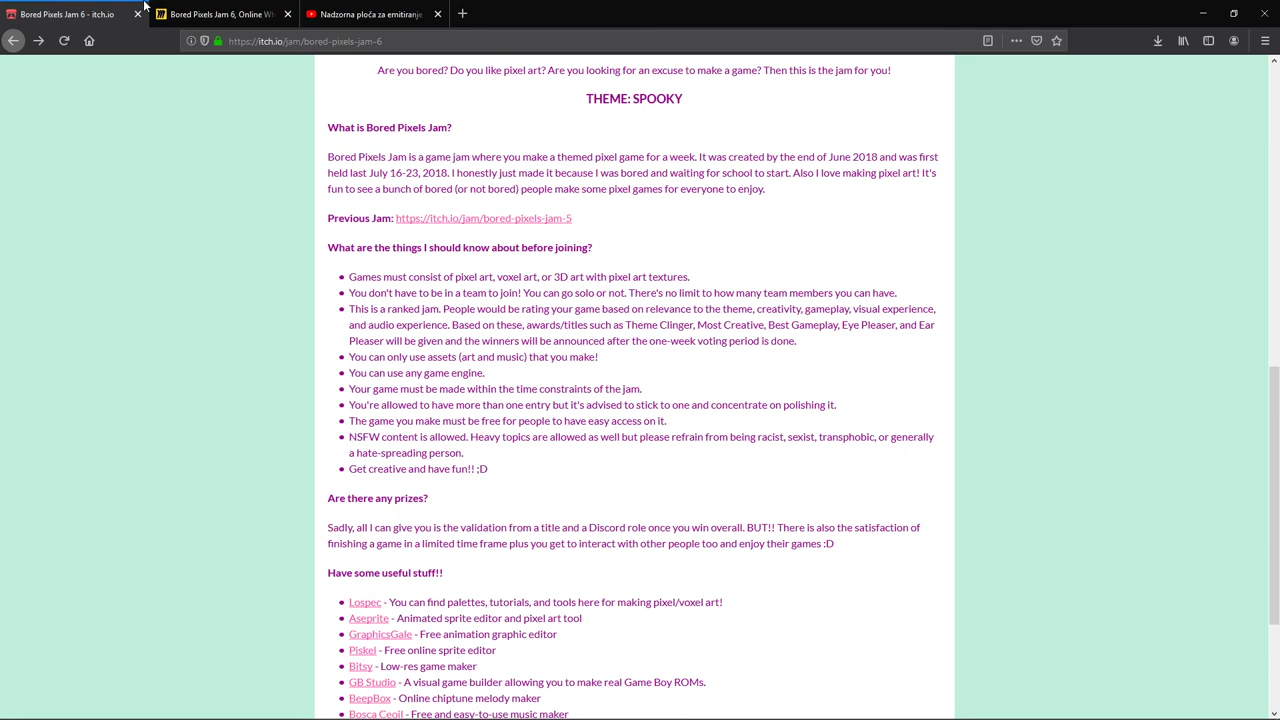 Bored Pixels Jam 6 - itch.io
Bored Pixels Jam 6, Online Wh
Nadzorna ploča za emitiranje
https://itch.io/jam/bored-pixels-jam-6
Are you bored? Do you like pixel art? Are you looking for an excuse to make a game? Then this is the jam for you!
THEME: SPOOKY
What is Bored Pixels Jam?
Bored Pixels Jam is a game jam where you make a themed pixel game for a week. It was created by the end of June 2018 and was first
held last July 16-23, 2018. I honestly just made it because I was bored and waiting for school to start. Also I love making pixel art! It's
fun to see a bunch of bored (or not bored) people make some pixel games for everyone to enjoy.
Previous Jam: https://itch.io/jam/bored-pixels-jam-5
What are the things I should know about before joining?
Games must consist of pixel art, voxel art, or 3D art with pixel art textures.
You don't have to be in a team to join! You can go solo or not. There's no limit to how many team members you can have.
This is a ranked jam. People would be rating your game based on relevance to the theme, creativity, gameplay, visual experience,
and audio experience. Based on these, awards/titles such as Theme Clinger, Most Creative, Best Gameplay, Eye Pleaser, and Ear
Pleaser will be given and the winners will be announced after the one-week voting period is done.
You can only use assets (art and music) that you make!
You can use any game engine.
Your game must be made within the time constraints of the jam.
You're allowed to have more than one entry but it's advised to stick to one and concentrate on polishing it.
The game you make must be free for people to have easy access on it.
NSFW content is allowed. Heavy topics are allowed as well but please refrain from being racist, sexist, transphobic, or generally
a hate-spreading person.
Get creative and have fun!! ;D
Are there any prizes?
Sadly, all I can give you is the validation from a title and a Discord role once you win overall. BUT!! There is also the satisfaction of
finishing a game in a limited time frame plus you get to interact with other people too and enjoy their games :D
Have some useful stuff!!
Lospec - You can find palettes, tutorials, and tools here for making pixel/voxel art!
Aseprite - Animated sprite editor and pixel art tool
GraphicsGale - Free animation graphic editor
Piskel - Free online sprite editor
Bitsy - Low-res game maker
GB Studio - A visual game builder allowing you to make real Game Boy ROMs.
BeepBox - Online chiptune melody maker
Bosca Ceoil - Free and easy-to-use music maker